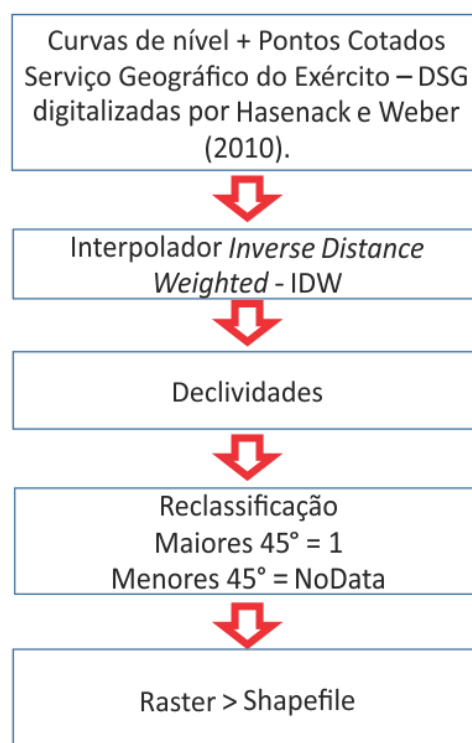 Curvas de nível + Pontos Cotados
Serviço Geográfico do Exército – DSG
digitalizadas por Hasenack e Weber
(2010).
Interpolador Inverse Distance
Weighted - IDW
Declividades
Reclassificação
Maiores 45° = 1
Menores 45° = NoData
Raster > Shapefile